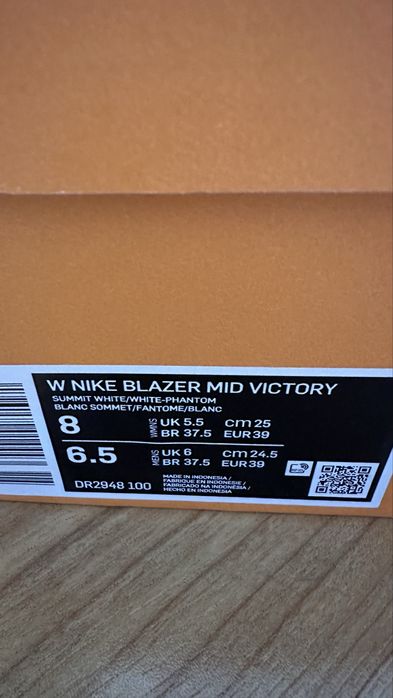 W NIKE BLAZER MID VICTORY
SUMMIT WHITE/WHITE-PHANTOM
BLANC SOMMET/FANTOME/BLANC
8 WMNS UK 5.5 cm 25
BR 37.5 EUR 39
6.5 MENS UK 6 cm 24.5
BR 37.5 EUR 39
DR2948 100
MADE IN INDONESIA /
FABRIQUE EN INDONESIE /
FABRICADO NA INDONÉSIA /
HECHO EN INDONESIA